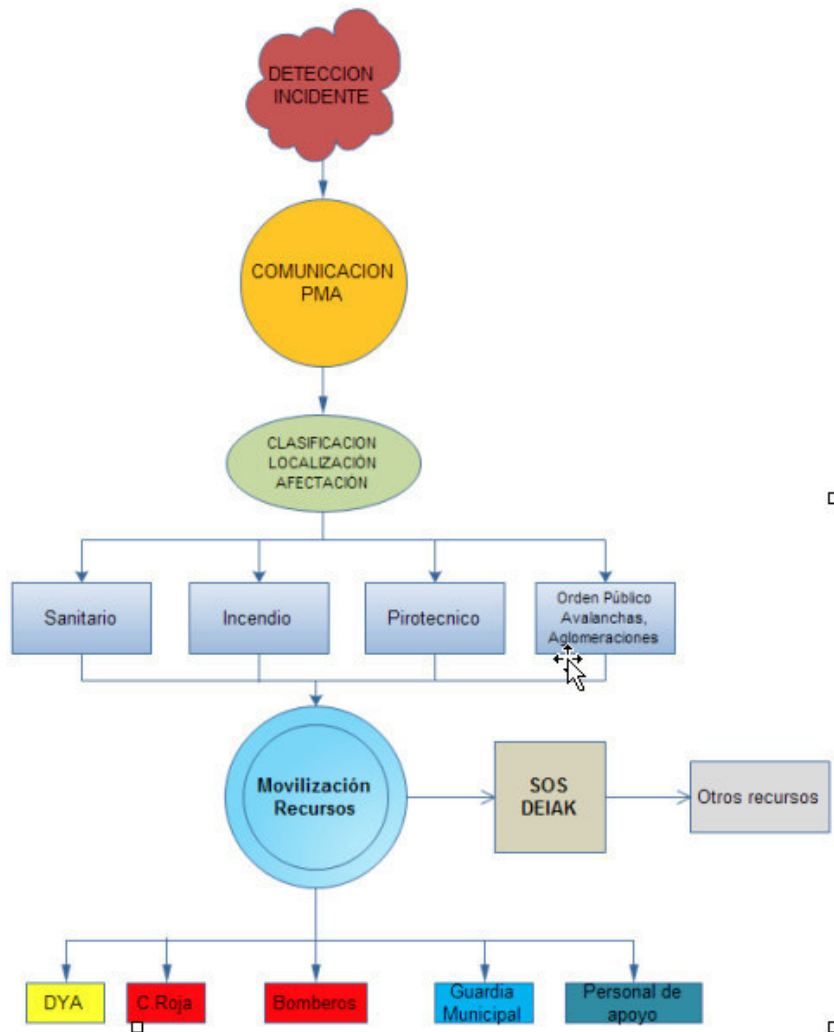 DETECCION
INCIDENTE
COMUNICACION
PMA
CLASIFICACION
LOCALIZACIÓN
AFECTACIÓN
Sanitario
Incendio
Pirotecnico
Orden Público
Avalanchas,
Aglomeraciones
Movilización
Recursos
SOS
DEIAK
Otros recursos
DYA
C.Roja
Bomberos
Guardia
Municipal
Personal de
apoyo